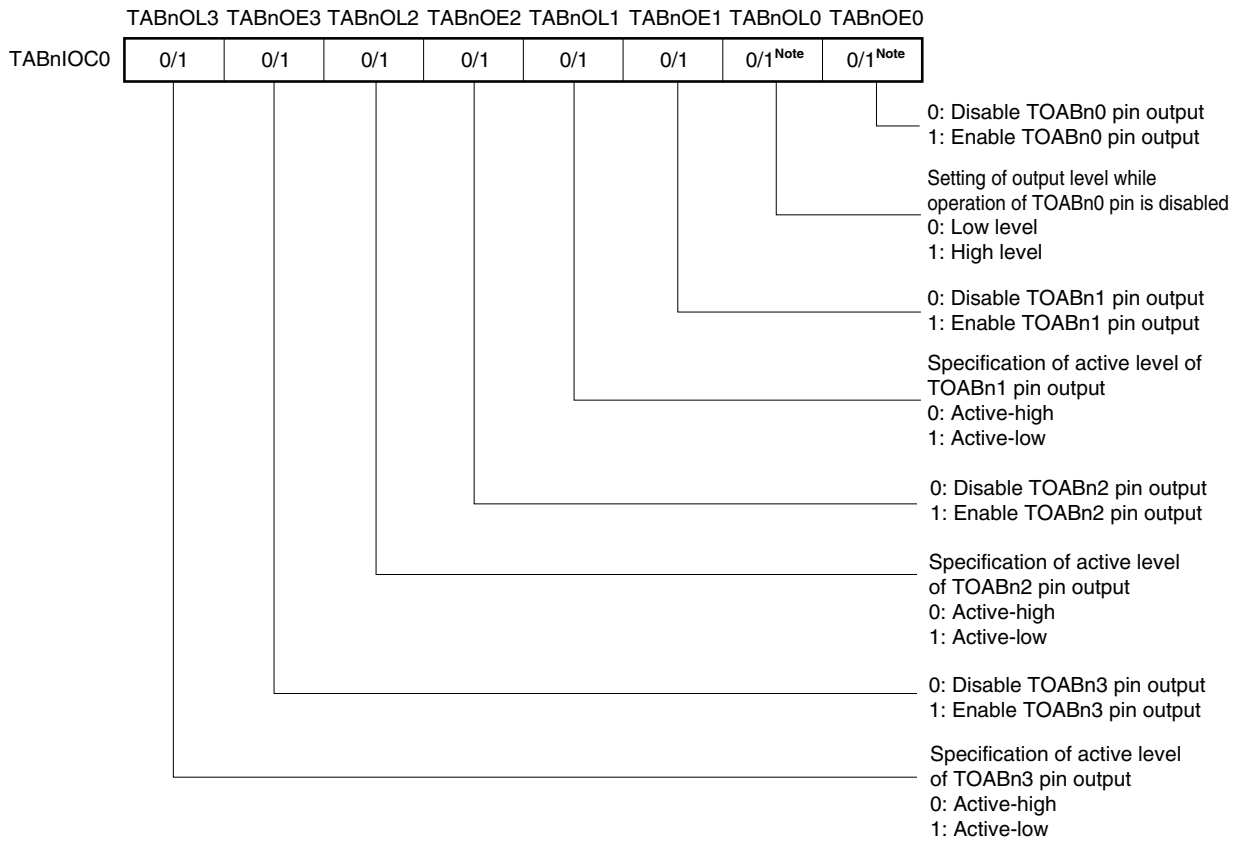 TABnOL3 TABnOE3 TABnOL2 TABnOE2 TABnOL1 TABnOE1 TABnOL0 TABnOE0
TABnIOC0 0/1 0/1 0/1 0/1 0/1 0/1 0/1Note 0/1Note
0: Disable TOABn0 pin output
1: Enable TOABn0 pin output
Setting of output level while
operation of TOABn0 pin is disabled
0: Low level
1: High level
0: Disable TOABn1 pin output
1: Enable TOABn1 pin output
Specification of active level of
TOABn1 pin output
0: Active-high
1: Active-low
0: Disable TOABn2 pin output
1: Enable TOABn2 pin output
Specification of active level
of TOABn2 pin output
0: Active-high
1: Active-low
0: Disable TOABn3 pin output
1: Enable TOABn3 pin output
Specification of active level
of TOABn3 pin output
0: Active-high
1: Active-low